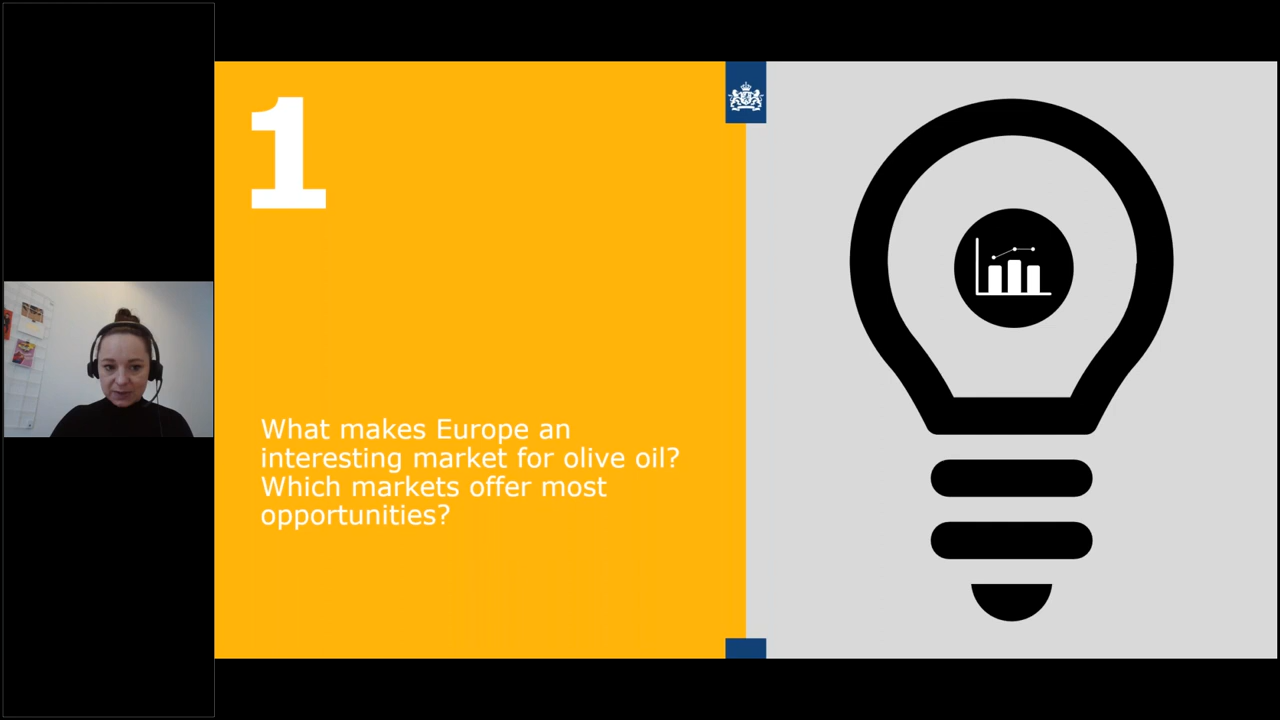 1
What makes Europe an
interesting market for olive oil?
Which markets offer most
opportunities?